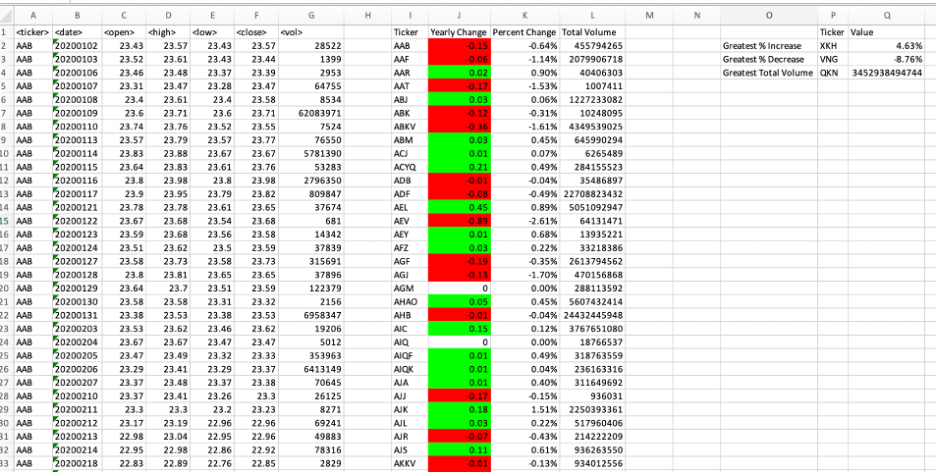 A B C D E F G H I J K L M N O P Q
1 <ticker> <date> <open> <high> <low> <close> <vol> Ticker Yearly Change Percent Change Total Volume Ticker Value
2 AAB 20200102 23.43 23.57 23.43 23.57 28522 AAB -0.15 -0.64% 455794265 Greatest % Increase XKH 4.63%
3 AAB 20200103 23.52 23.61 23.43 23.44 1399 AAF -0.06 -1.14% 2079906718 Greatest % Decrease VNG -8.76%
4 AAB 20200106 23.46 23.48 23.37 23.39 2953 AAR 0.02 0.90% 40406303 Greatest Total Volume QKN 3452938494744
5 AAB 20200107 23.31 23.47 23.28 23.47 64755 AAT -0.17 -1.53% 1007411
6 AAB 20200108 23.4 23.61 23.4 23.58 8534 ABJ 0.03 0.06% 1227233082
7 AAB 20200109 23.6 23.71 23.6 23.71 62083971 ABK -0.12 -0.31% 10248095
8 AAB 20200110 23.74 23.76 23.52 23.55 7524 ABKV -0.36 -1.61% 4349539025
9 AAB 20200113 23.57 23.79 23.57 23.77 76550 ABM 0.03 0.45% 645990294
10 AAB 20200114 23.83 23.88 23.67 23.67 5781390 ACJ 0.01 0.07% 6265489
11 AAB 20200115 23.64 23.83 23.61 23.76 53283 ACYQ 0.21 0.49% 284155523
12 AAB 20200116 23.8 23.98 23.8 23.98 2796350 ADB -0.01 -0.04% 35486897
13 AAB 20200117 23.9 23.95 23.79 23.82 809847 ADF -0.08 -0.49% 22708823432
14 AAB 20200121 23.78 23.78 23.61 23.65 37674 AEL 0.45 0.89% 5051092947
15 AAB 20200122 23.67 23.68 23.54 23.68 681 AEV -0.89 -2.61% 64131471
16 AAB 20200123 23.59 23.68 23.56 23.58 14342 AEY 0.01 0.68% 13935221
17 AAB 20200124 23.51 23.62 23.5 23.59 37839 AFZ 0.03 0.22% 33218386
18 AAB 20200127 23.58 23.73 23.58 23.73 315691 AGF -0.19 -0.35% 2613794562
19 AAB 20200128 23.8 23.81 23.65 23.65 37896 AGJ -0.13 -1.70% 470156868
20 AAB 20200129 23.64 23.7 23.51 23.59 122379 AGM 0 0.00% 288113592
21 AAB 20200130 23.58 23.58 23.31 23.32 2156 AHAO 0.05 0.45% 5607432414
22 AAB 20200131 23.38 23.53 23.38 23.53 6958347 AHB -0.01 -0.04% 24432445948
23 AAB 20200203 23.53 23.62 23.46 23.62 19206 AIC 0.15 0.12% 3767651080
24 AAB 20200204 23.67 23.67 23.47 23.47 5012 AIQ 0 0.00% 18766537
25 AAB 20200205 23.47 23.49 23.32 23.33 353963 AIQF 0.01 0.49% 318763559
26 AAB 20200206 23.29 23.41 23.29 23.37 6413149 AIQK 0.01 0.04% 236163316
27 AAB 20200207 23.37 23.48 23.37 23.38 70645 AJA 0.01 0.40% 311649692
28 AAB 20200210 23.37 23.41 23.26 23.3 26125 AJJ -0.17 -0.15% 936031
29 AAB 20200211 23.3 23.3 23.2 23.23 8271 AJK 0.18 1.51% 2250393361
30 AAB 20200212 23.17 23.19 22.96 22.96 69241 AJL 0.03 0.22% 517960406
31 AAB 20200213 22.98 23.04 22.95 22.96 49883 AJR -0.07 -0.43% 214222209
32 AAB 20200214 22.95 22.98 22.86 22.92 78316 AJS 0.11 0.61% 936263550
33 AAB 20200218 22.83 22.89 22.76 22.85 2829 AKKV -0.01 -0.13% 934012556